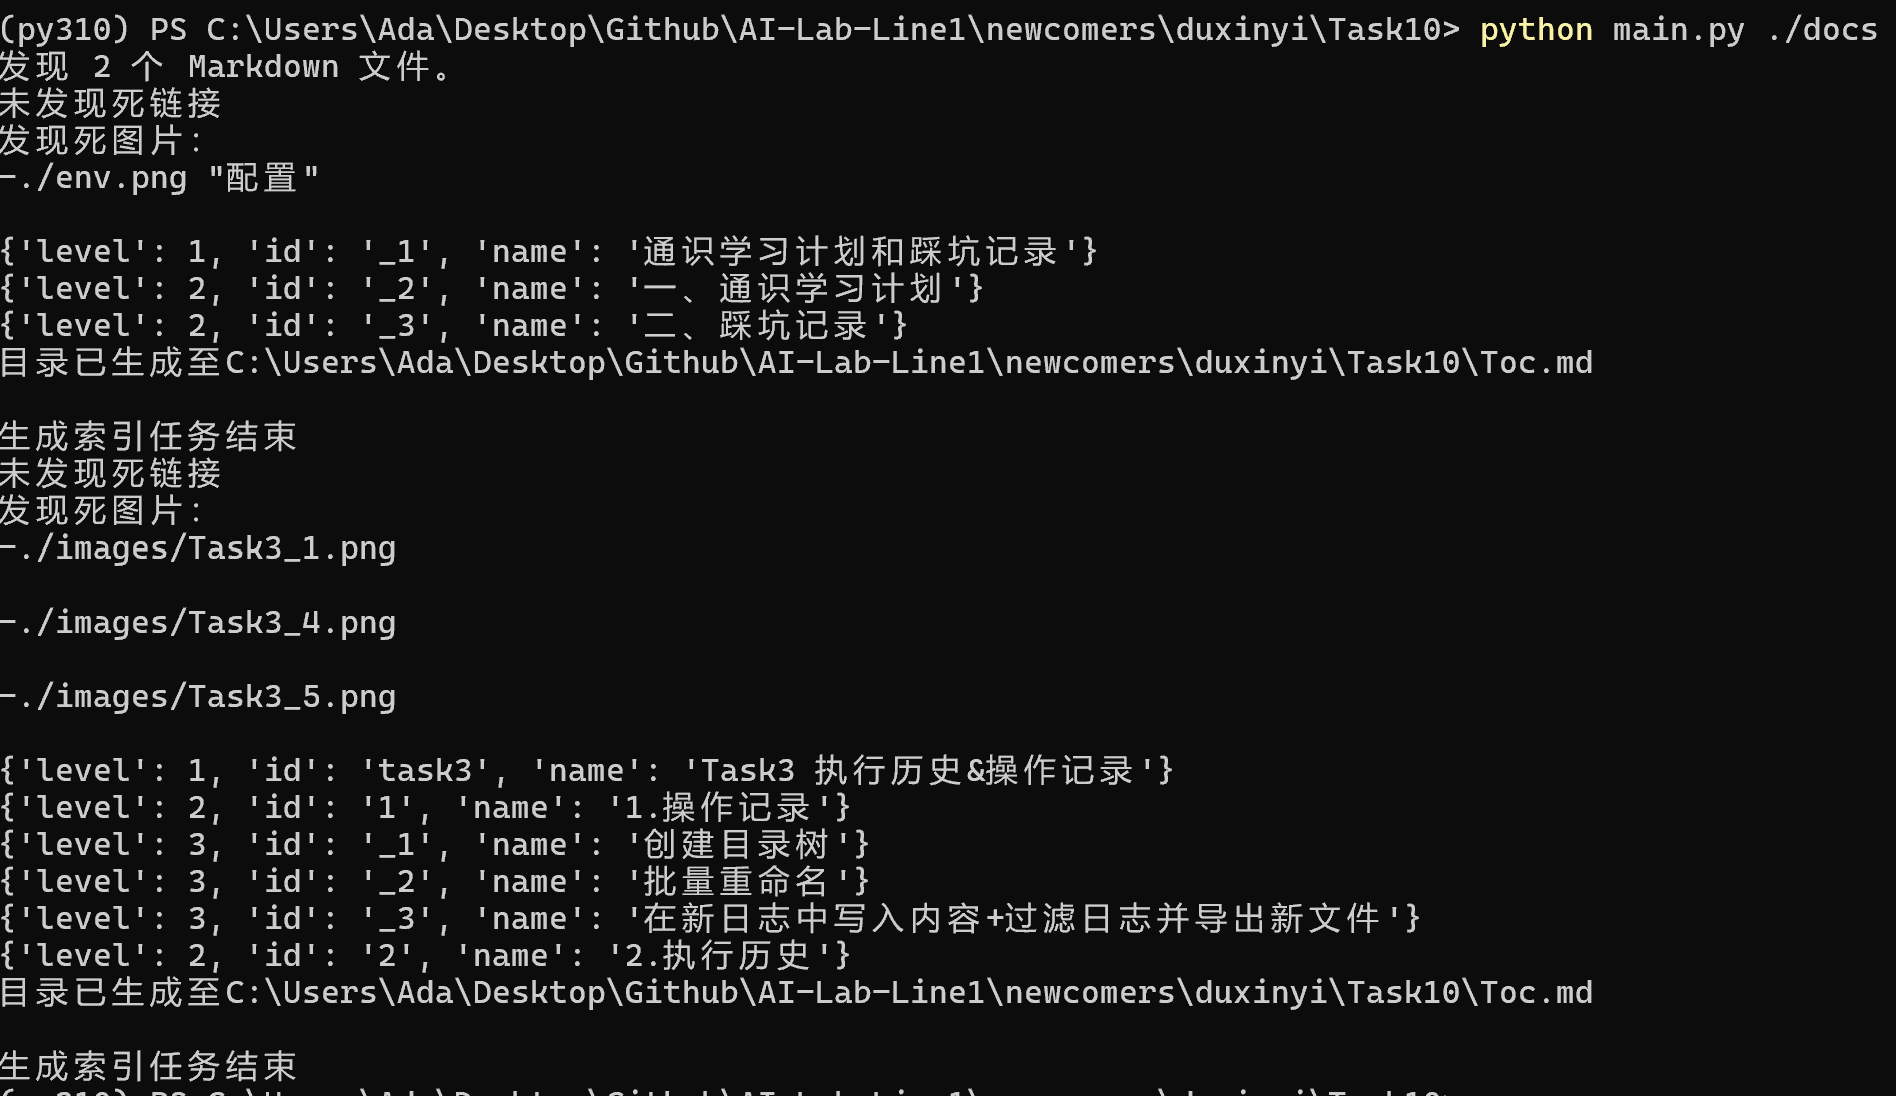 (py310) PS C:\Users\Ada\Desktop\Github\AI-Lab-Line1\newcomers\duxinyi\Task10> python main.py ./docs
发现 2 个 Markdown 文件。
未发现死链接
发现死图片:
-./env.png "配置"
{'level': 1, 'id': '_1', 'name': '通识学习计划和踩坑记录'}
{'level': 2, 'id': '_2', 'name': '一、通识学习计划'}
{'level': 2, 'id': '_3', 'name': '二、踩坑记录'}
目录已生成至C:\Users\Ada\Desktop\Github\AI-Lab-Line1\newcomers\duxinyi\Task10\Toc.md
生成索引任务结束
未发现死链接
发现死图片:
-./images/Task3_1.png
-./images/Task3_4.png
-./images/Task3_5.png
{'level': 1, 'id': 'task3', 'name': 'Task3 执行历史&操作记录'}
{'level': 2, 'id': '1', 'name': '1.操作记录'}
{'level': 3, 'id': '_1', 'name': '创建目录树'}
{'level': 3, 'id': '_2', 'name': '批量重命名'}
{'level': 3, 'id': '_3', 'name': '在新日志中写入内容+过滤日志并导出新文件'}
{'level': 2, 'id': '2', 'name': '2.执行历史'}
目录已生成至C:\Users\Ada\Desktop\Github\AI-Lab-Line1\newcomers\duxinyi\Task10\Toc.md
生成索引任务结束
(py310) PS C:\Users\Ada\Desktop\Github\AI-Lab-Line1\newcomers\duxinyi\Task10>